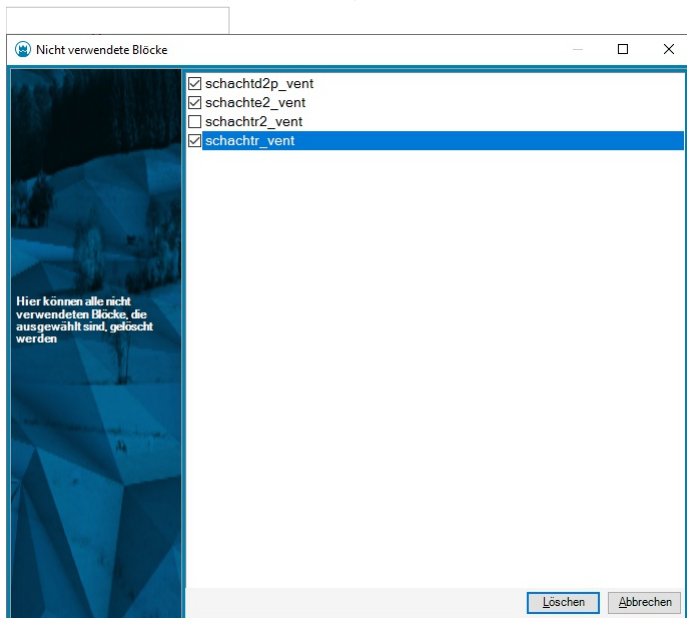 Nicht verwendete Blöcke
schachtd2p_vent
schachte2_vent
schachtr2_vent
schachtr_vent
Hier können alle nicht
verwendeten Blöcke, die
ausgewählt sind, gelöscht
werden
Löschen
Abbrechen